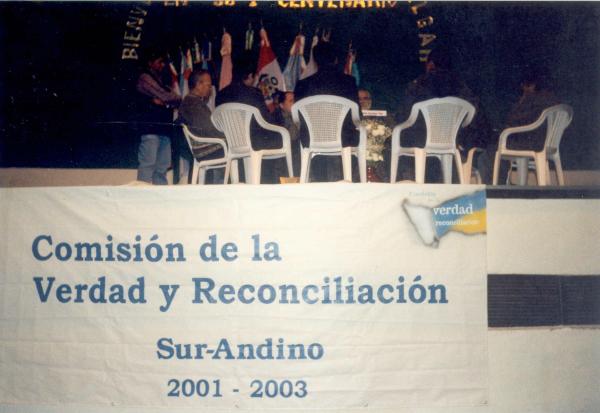 CENTENARIO
Comisión de la
Verdad y Reconciliación
verdad
reconciliación
Sur-Andino
2001 - 2003